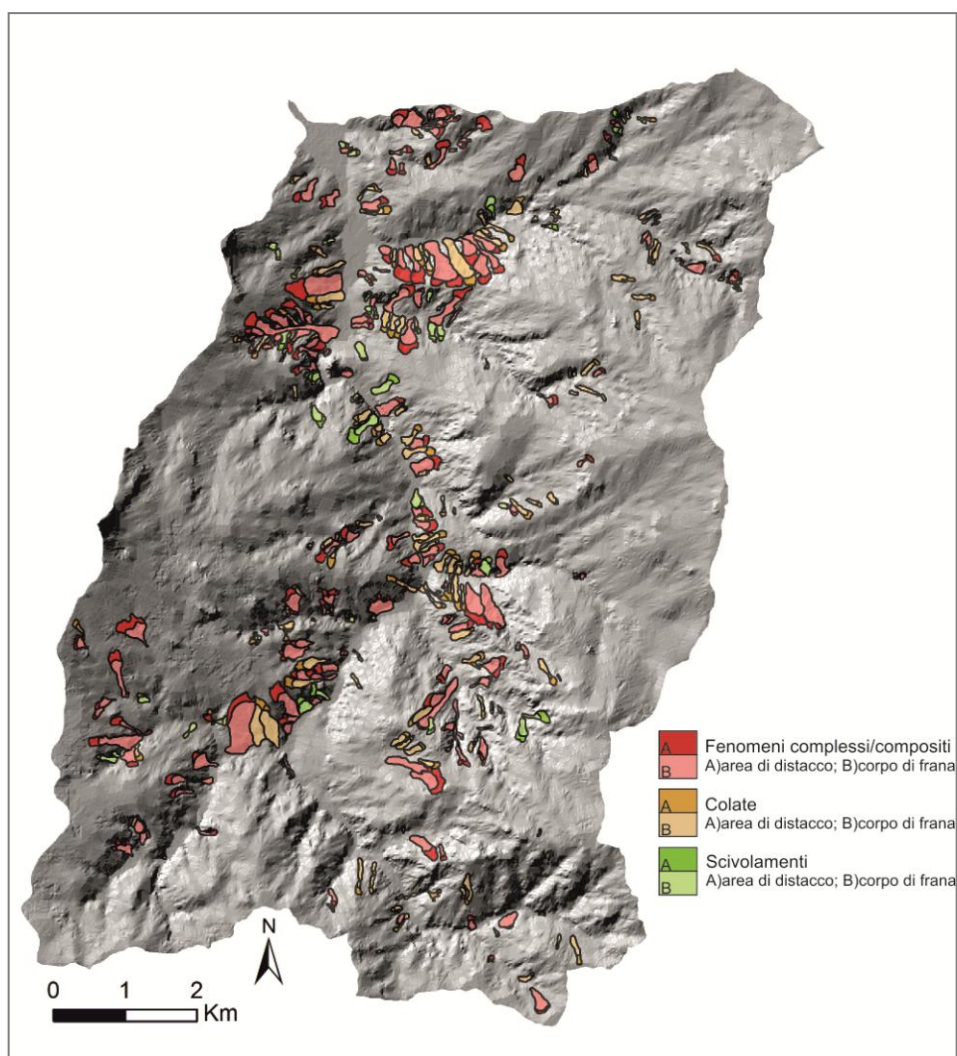 A Fenomeni complessi/compositi
B A)area di distacco; B)corpo di frana
A Colate
B A)area di distacco; B)corpo di frana
A Scivolamenti
B A)area di distacco; B)corpo di frana
N
0 1 2
Km